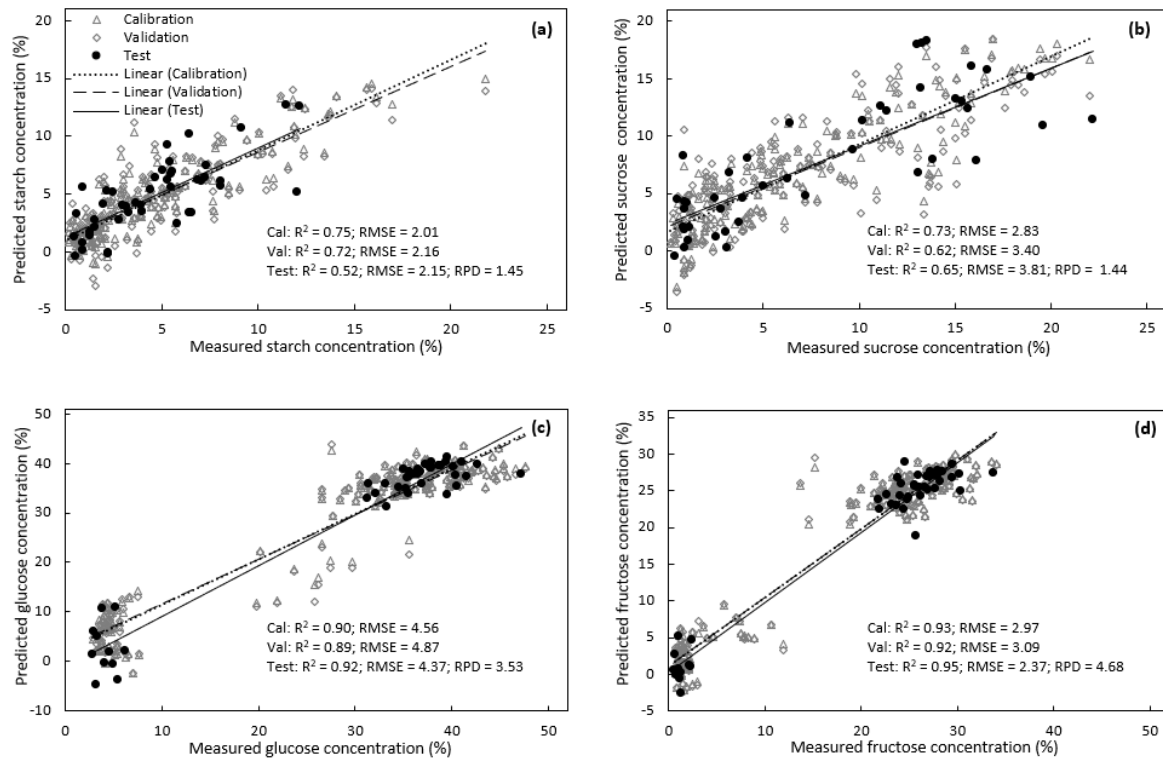 (a)
Calibration
Validation
Test
Linear (Calibration)
Linear (Validation)
Linear (Test)
Predicted starch concentration (%)
20
15
10
5
0
-5
Cal: R² = 0.75; RMSE = 2.01
Val: R² = 0.72; RMSE = 2.16
Test: R² = 0.52; RMSE = 2.15; RPD = 1.45
0 5 10 15 20 25
Measured starch concentration (%)
(b)
Predicted sucrose concentration (%)
20
15
10
5
0
-5
Cal: R² = 0.73; RMSE = 2.83
Val: R² = 0.62; RMSE = 3.40
Test: R² = 0.65; RMSE = 3.81; RPD = 1.44
0 5 10 15 20 25
Measured sucrose concentration (%)
(c)
Predicted glucose concentration (%)
50
40
30
20
10
0
-10
Cal: R² = 0.90; RMSE = 4.56
Val: R² = 0.89; RMSE = 4.87
Test: R² = 0.92; RMSE = 4.37; RPD = 3.53
0 10 20 30 40 50
Measured glucose concentration (%)
(d)
Predicted fructose concentration (%)
35
30
25
20
15
10
5
0
-5
Cal: R² = 0.93; RMSE = 2.97
Val: R² = 0.92; RMSE = 3.09
Test: R² = 0.95; RMSE = 2.37; RPD = 4.68
0 10 20 30 40 50
Measured fructose concentration (%)